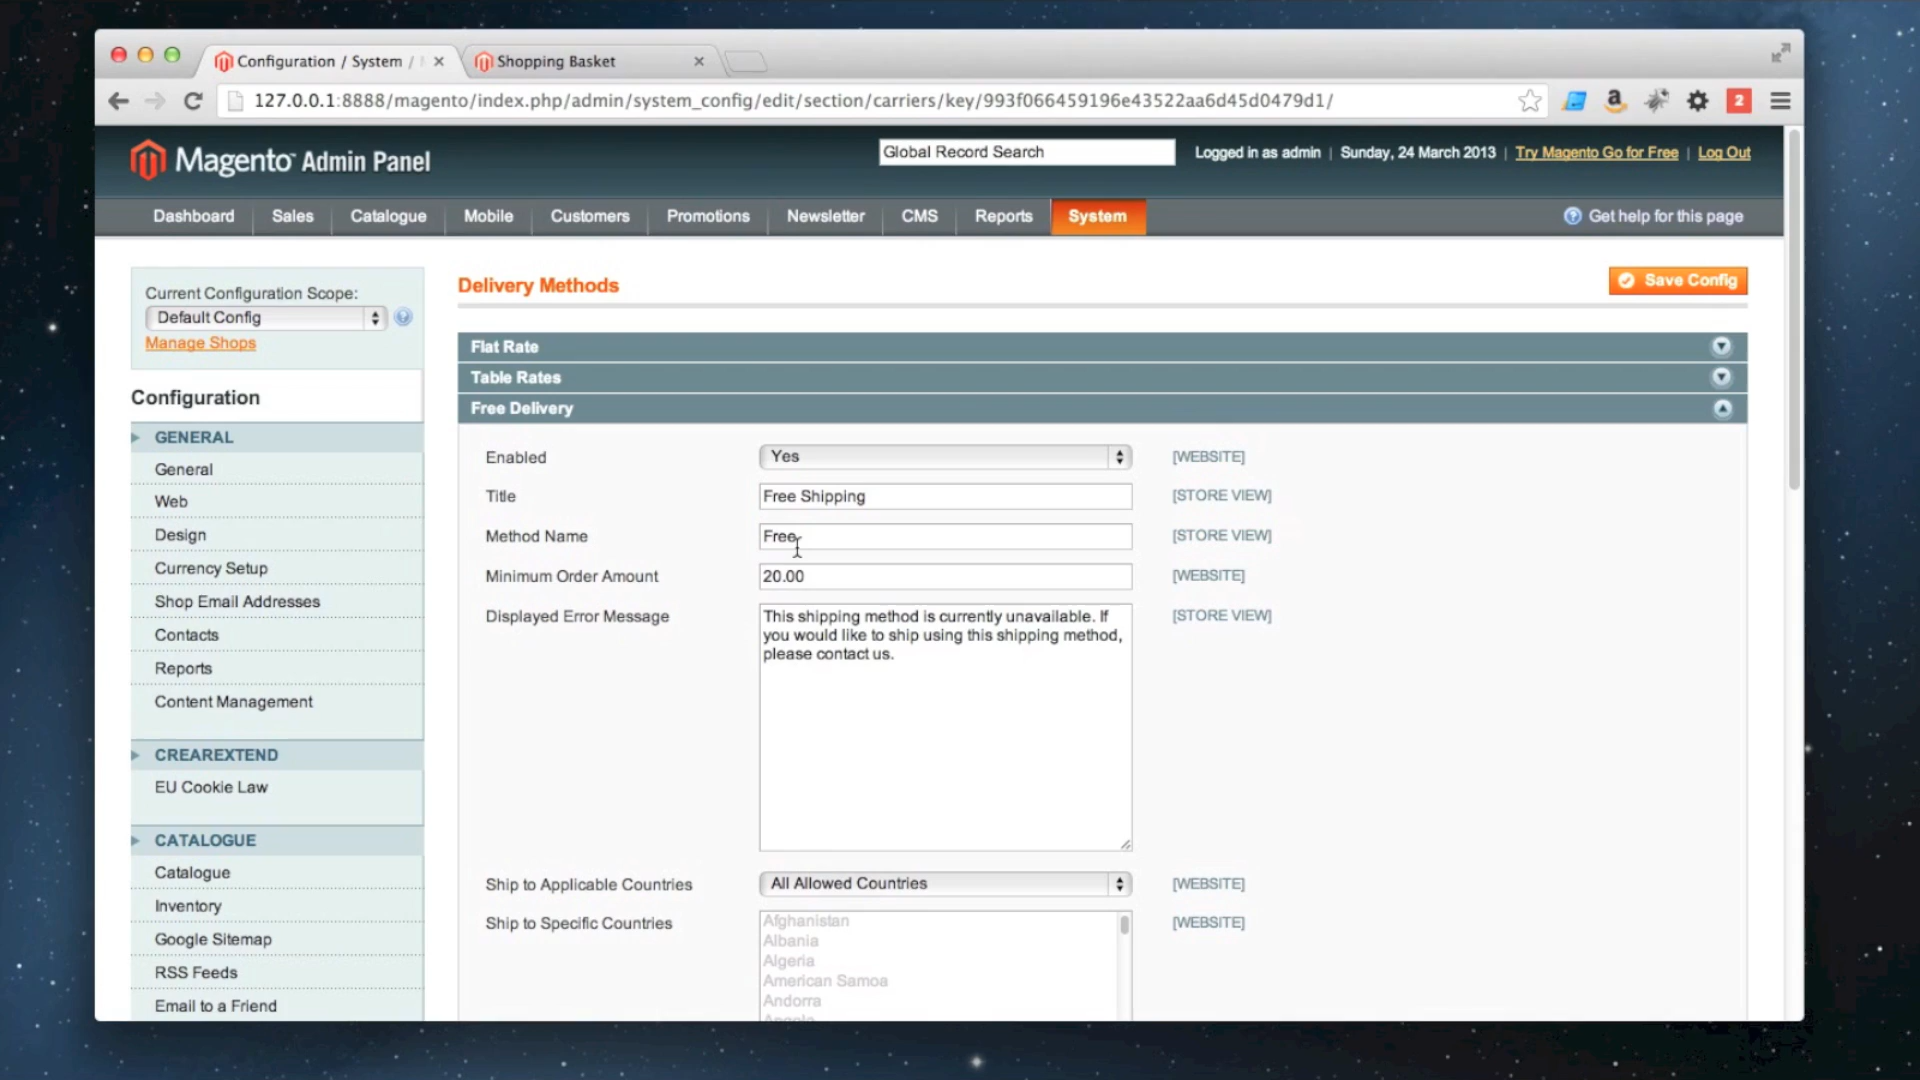 Configuration / System /
Shopping Basket
127.0.0.1:8888/magento/index.php/admin/system_config/edit/section/carriers/key/993f066459196e43522aa6d45d0479d1/
a
2
Magento Admin Panel
Global Record Search
Logged in as admin | Sunday, 24 March 2013 | Try Magento Go for Free | Log Out
Dashboard Sales Catalogue Mobile Customers Promotions Newsletter CMS Reports System
Get help for this page
Current Configuration Scope:
Default Config
Manage Shops
Configuration
GENERAL
General
Web
Design
Currency Setup
Shop Email Addresses
Contacts
Reports
Content Management
CREAREXTEND
EU Cookie Law
CATALOGUE
Catalogue
Inventory
Google Sitemap
RSS Feeds
Email to a Friend
Delivery Methods
Save Config
Flat Rate
Table Rates
Free Delivery
Enabled Yes [WEBSITE]
Title Free Shipping [STORE VIEW]
Method Name Free [STORE VIEW]
Minimum Order Amount 20.00 [WEBSITE]
Displayed Error Message This shipping method is currently unavailable. If [STORE VIEW]
you would like to ship using this shipping method,
please contact us.
Ship to Applicable Countries All Allowed Countries [WEBSITE]
Ship to Specific Countries Afghanistan [WEBSITE]
Albania
Algeria
American Samoa
Andorra